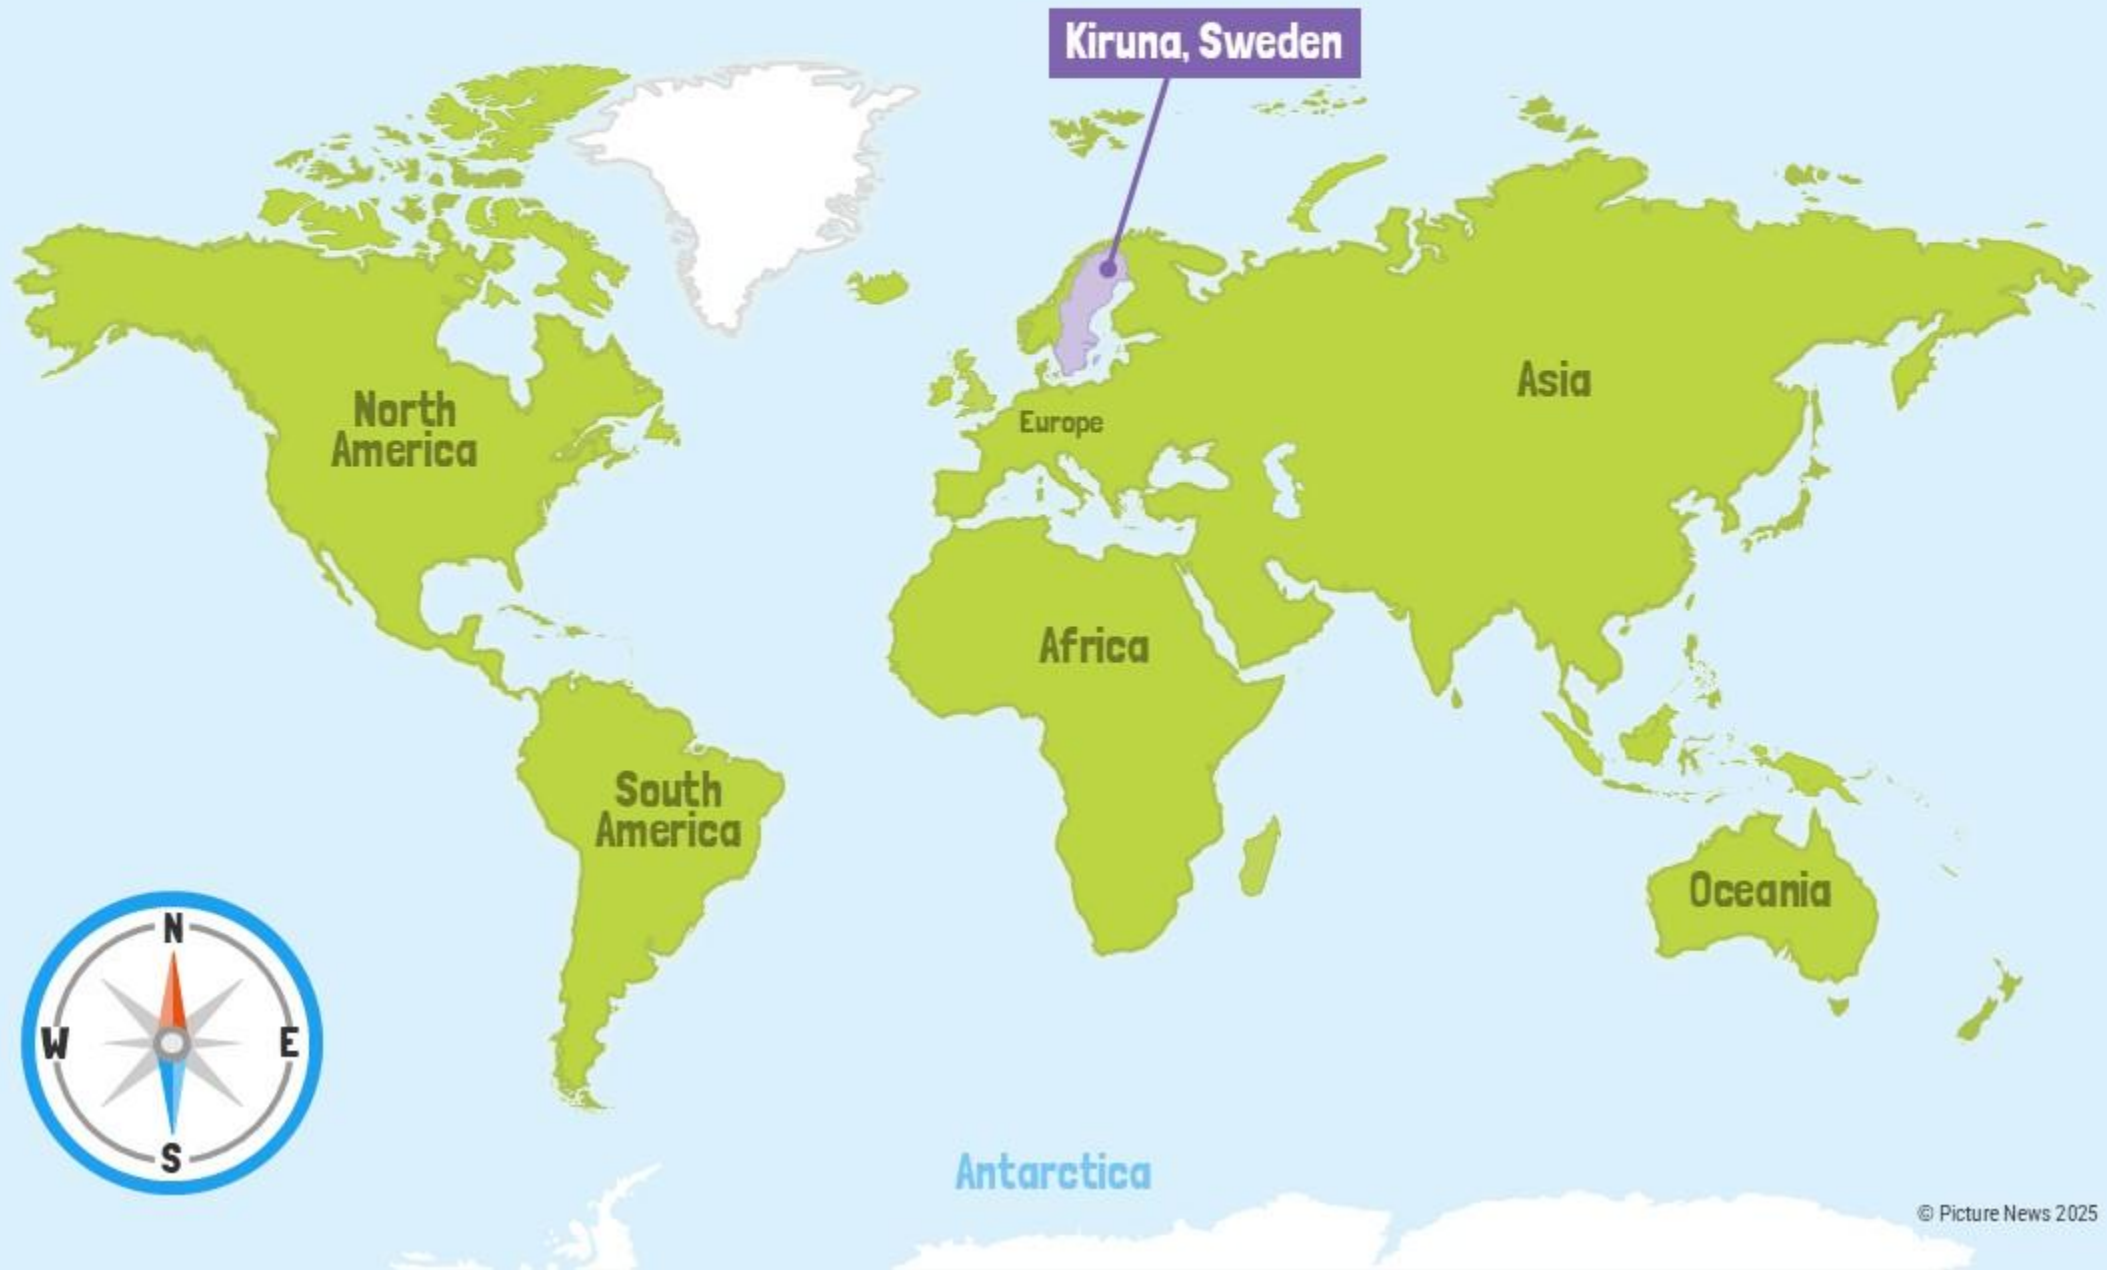 Kiruna, Sweden
North
America
Europe
Asia
Africa
South
America
Oceania
N
W
E
S
Antarctica
© Picture News 2025